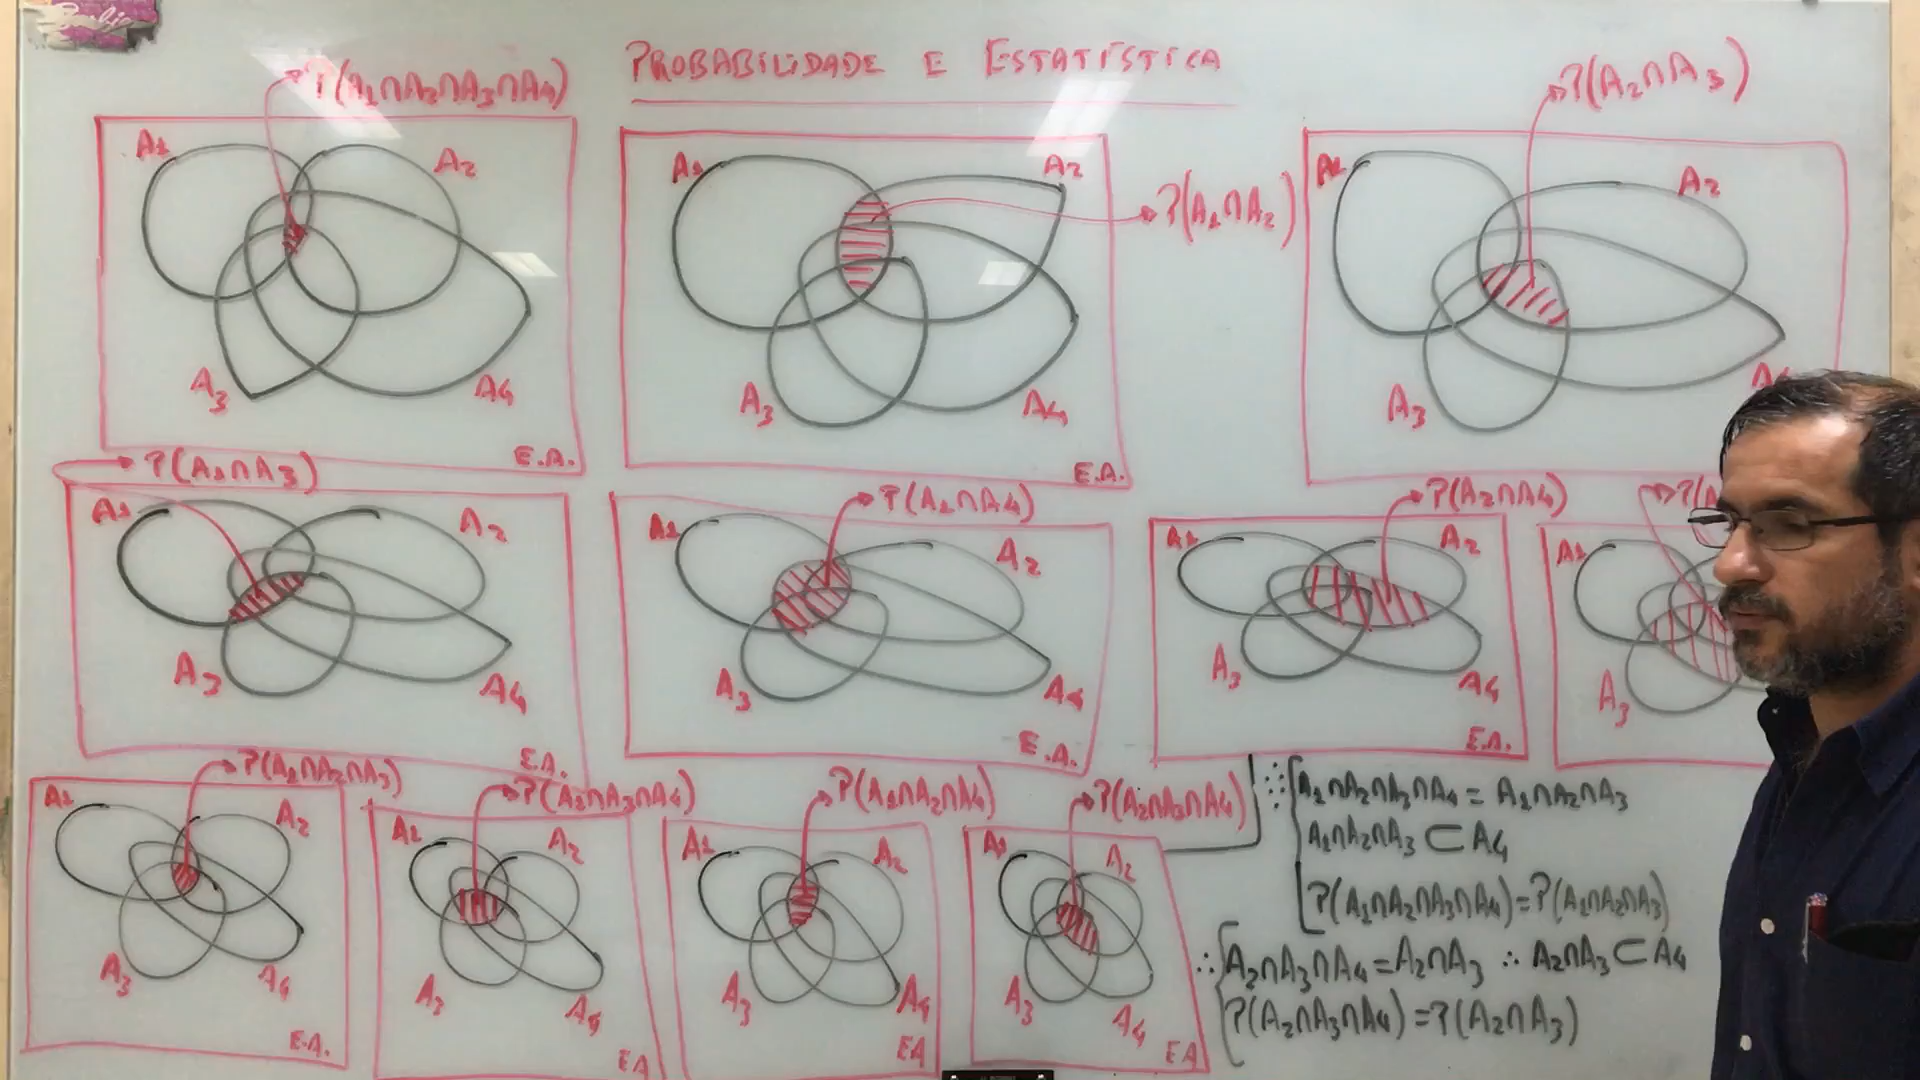 PROBABILIDADE E ESTATÍSTICA
P(A1∩A2∩A3∩A4)
A1
A2
A3
A4
E.A.
A1
A2
P(A1∩A2)
A3
A4
E.A.
P(A2∩A3)
A1
A2
A3
P(A1∩A3)
A1
A2
A3
A4
E.A.
P(A1∩A4)
A1
A2
A3
A4
E.A.
P(A2∩A4)
A1
A2
A3
A4
E.A.
A1
A3
P(A1∩A2∩A3)
A1
A2
A3
A4
E.A.
A1
A2
A3
A4
EA
P(A1∩A2∩A4)
A1
A2
A3
A4
EA
P(A2∩A3∩A4)
A1
A2
A3
A4
EA
∴ A1∩A2∩A3∩A4 = A1∩A2∩A3
A1∩A2∩A3 ⊂ A4
P(A1∩A2∩A3∩A4)=P(A1∩A2∩A3)
∴ A2∩A3∩A4=A2∩A3 ∴ A2∩A3 ⊂ A4
P(A2∩A3∩A4)=P(A2∩A3)